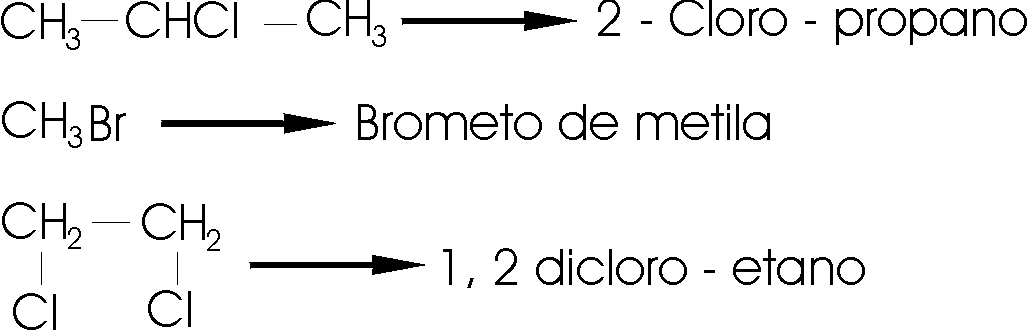 CH3 — CHCl — CH3 → 2 - Cloro - propano
CH3Br → Brometo de metila
CH2 — CH2 → 1, 2 dicloro - etano
Cl Cl